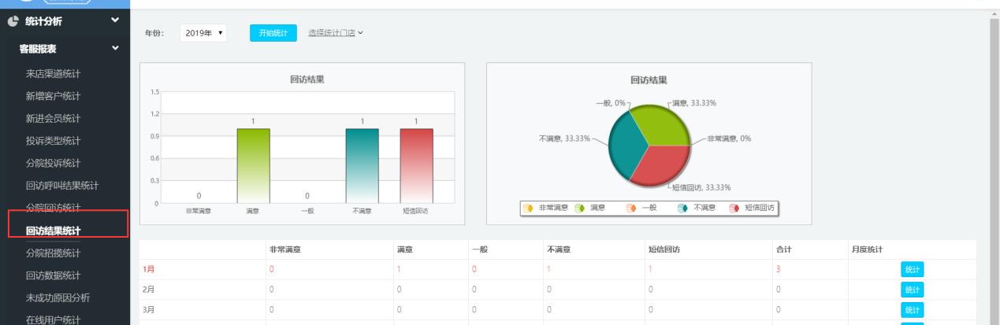 统计分析
客服报表
来店渠道统计
新增客户统计
新进会员统计
投诉类型统计
分院投诉统计
回访呼叫结果统计
分院回访统计
回访结果统计
分院招揽统计
回访数据统计
未成功原因分析
在线用户统计
年份: 2019年 开始统计 选择统计门店
回访结果
1.5
1.2
0.9
0.6
0.3
0
0 1 0 1 1
非常满意 满意 一般 不满意 短信回访
回访结果
一般, 0% 满意, 33.33%
不满意, 33.33% 非常满意, 0%
短信回访, 33.33%
非常满意 满意 一般 不满意 短信回访
非常满意 满意 一般 不满意 短信回访 合计 月度统计
1月 0 1 0 1 1 3 统计
2月 0 0 0 0 0 0 统计
3月 0 0 0 0 0 0 统计